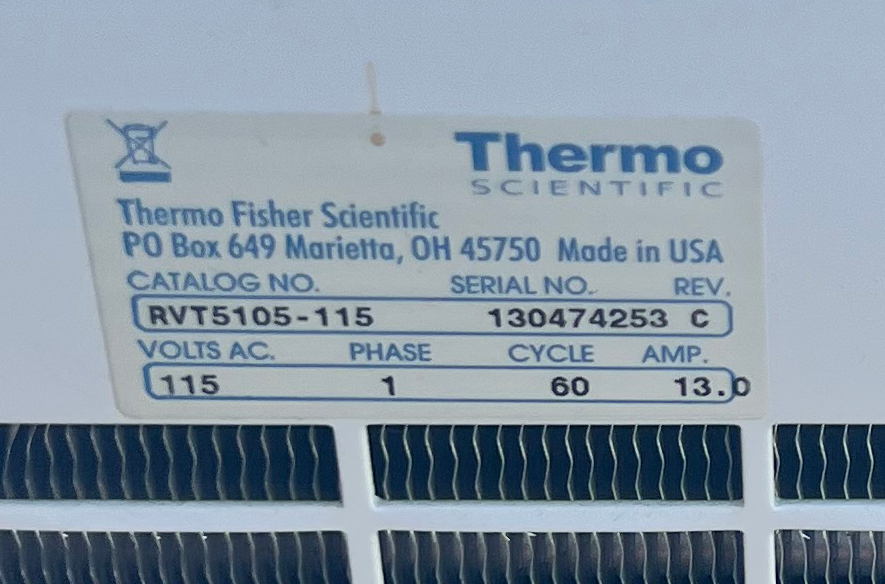 Thermo
SCIENTIFIC
Thermo Fisher Scientific
PO Box 649 Marietta, OH 45750 Made in USA
CATALOG NO. SERIAL NO. REV.
RVT5105-115 130474253 C
VOLTS AC. PHASE CYCLE AMP.
115 1 60 13.0